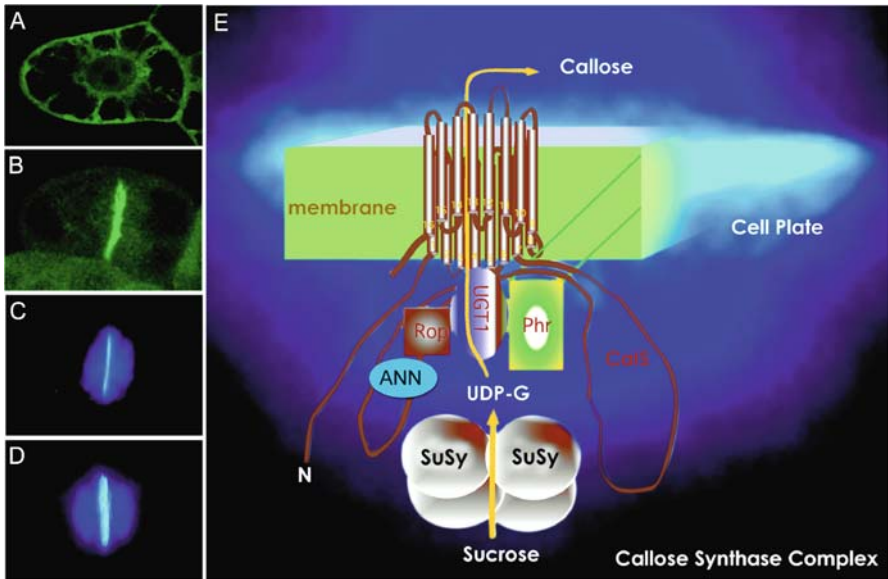 A
B
C
D
E
Callose
membrane
Cell Plate
UGT1
Rop
Phr
CalS
ANN
UDP-G
N
SuSy SuSy
Sucrose
Callose Synthase Complex